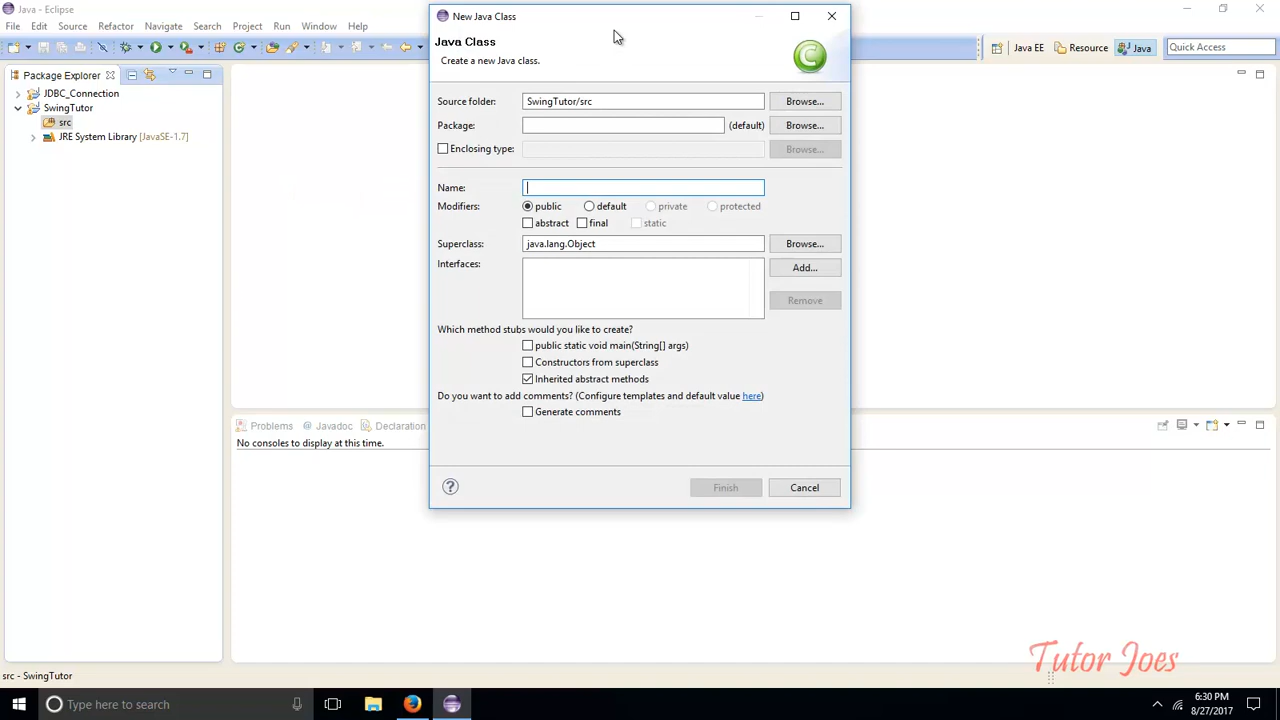 Java - Eclipse
File Edit Source Refactor Navigate Search Project Run Window Help
Java EE Resource Java Quick Access
Package Explorer
JDBC_Connection
SwingTutor
src
JRE System Library [JavaSE-1.7]
New Java Class
Java Class
Create a new Java class.
C
Source folder: SwingTutor/src Browse...
Package: (default) Browse...
Enclosing type: Browse...
Name:
Modifiers: public default private protected
abstract final static
Superclass: java.lang.Object Browse...
Interfaces: Add...
Remove
Which method stubs would you like to create?
public static void main(String[] args)
Constructors from superclass
Inherited abstract methods
Do you want to add comments? (Configure templates and default value here)
Generate comments
? Finish Cancel
Problems @ Javadoc Declaration
No consoles to display at this time.
Tutor Joes
src - SwingTutor
Type here to search
6:30 PM
8/27/2017